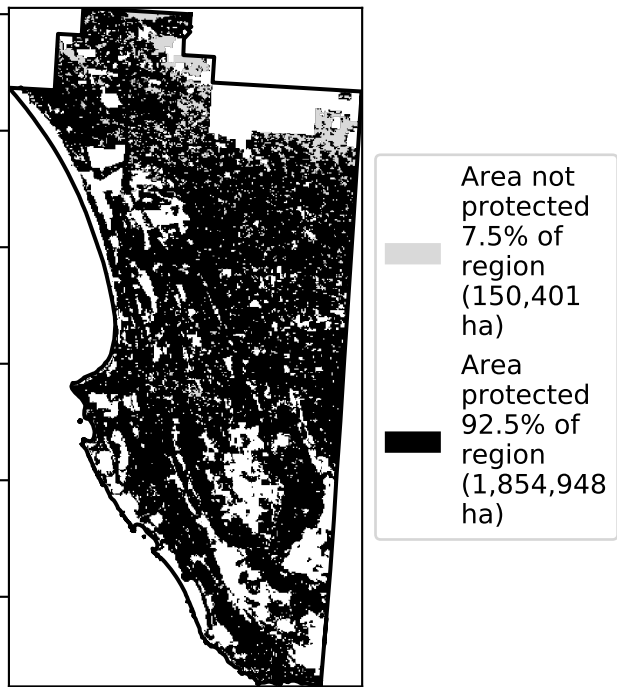 Area not
protected
7.5% of
region
(150,401
ha)
Area
protected
92.5% of
region
(1,854,948
ha)